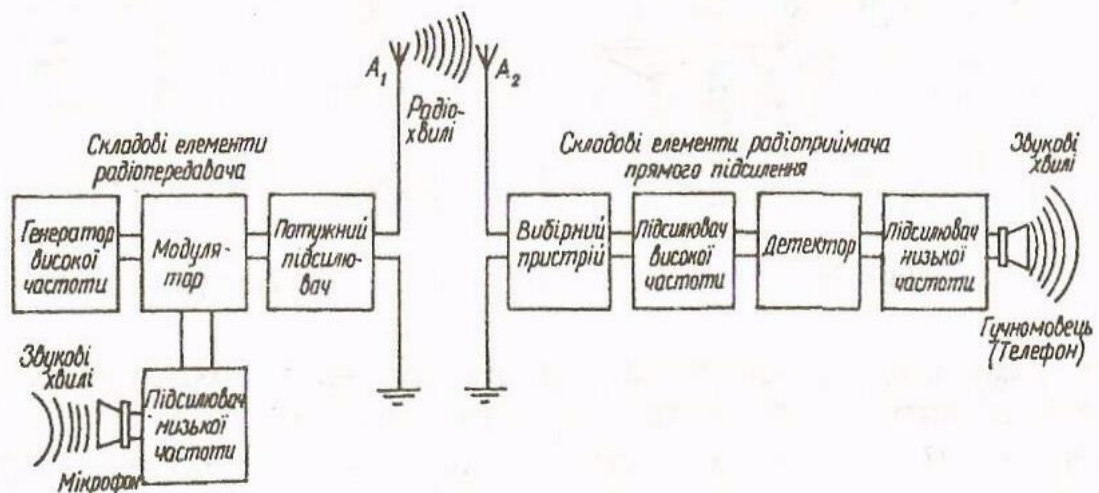 A₁
A₂
Радіо-
хвилі
Складові елементи
радіопередавача
Складові елементи радіоприймача
прямого підсилення
Звукові
хвилі
Генератор
високої
частоти
Модуля-
тор
Потужний
підсилю-
вач
Вибірний
пристрій
Підсилювач
високої
частоти
Детектор
Підсилювач
низької
частоти
Гучномовець
(Телефон)
Звукові
хвилі
Підсилювач
низької
частоти
Мікрофон